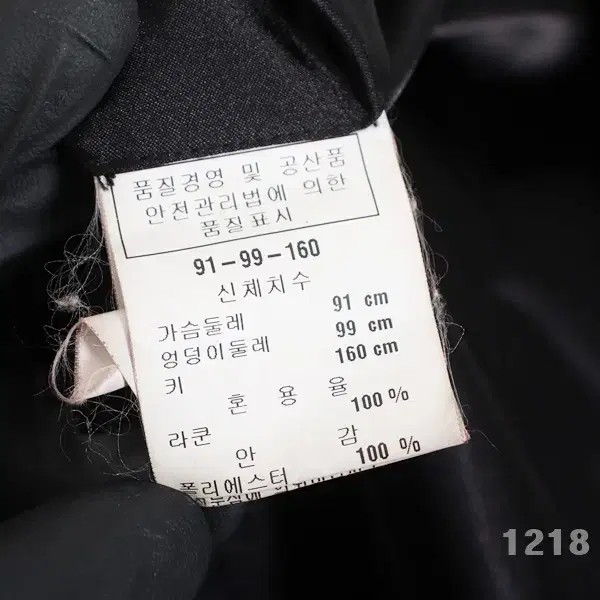 품질경영 및 공산품
안전관리법에 의한
품질표시
91-99-160
신체치수
가슴둘레 91 cm
엉덩이둘레 99 cm
키 160 cm
혼 용 율
라쿤 100 %
안 감
폴리에스터 100 %
1218